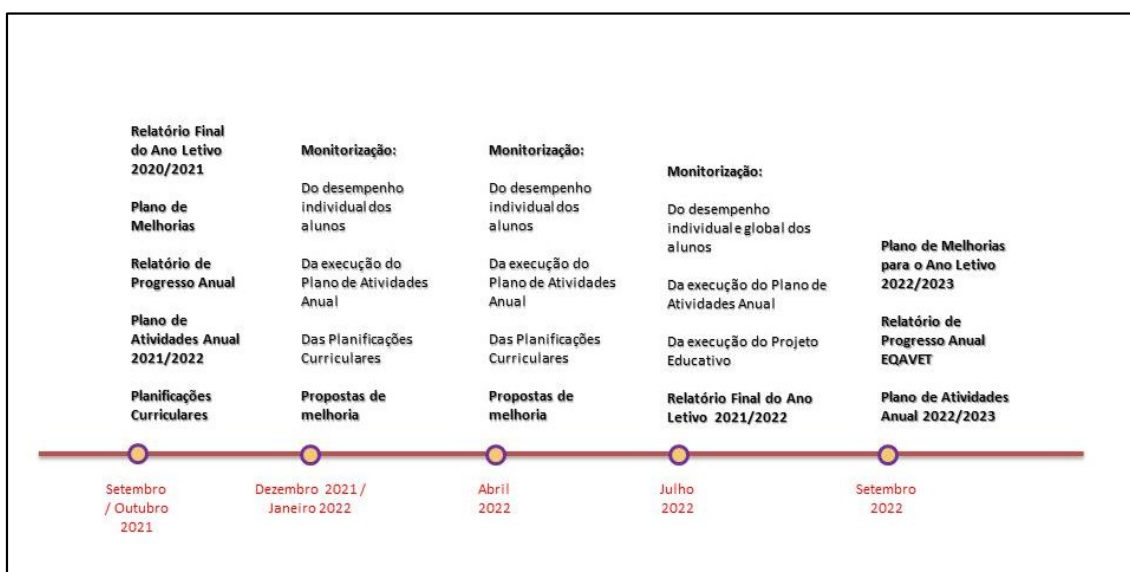 Relatório Final
do Ano Letivo
2020/2021
Plano de
Melhorias
Relatório de
Progresso Anual
Plano de
Atividades Anual
2021/2022
Planificações
Curriculares
Setembro
/ Outubro
2021
Monitorização:
Do desempenho
individual dos
alunos
Da execução do
Plano de Atividades
Anual
Das Planificações
Curriculares
Propostas de
melhoria
Dezembro 2021 /
Janeiro 2022
Monitorização:
Do desempenho
individual dos
alunos
Da execução do
Plano de Atividades
Anual
Das Planificações
Curriculares
Propostas de
melhoria
Abril
2022
Monitorização:
Do desempenho
individual e global dos
alunos
Da execução do Plano de
Atividades Anual
Da execução do Projeto
Educativo
Relatório Final do Ano
Letivo 2021/2022
Julho
2022
Plano de Melhorias
para o Ano Letivo
2022/2023
Relatório de
Progresso Anual
EQAVET
Plano de Atividades
Anual 2022/2023
Setembro
2022